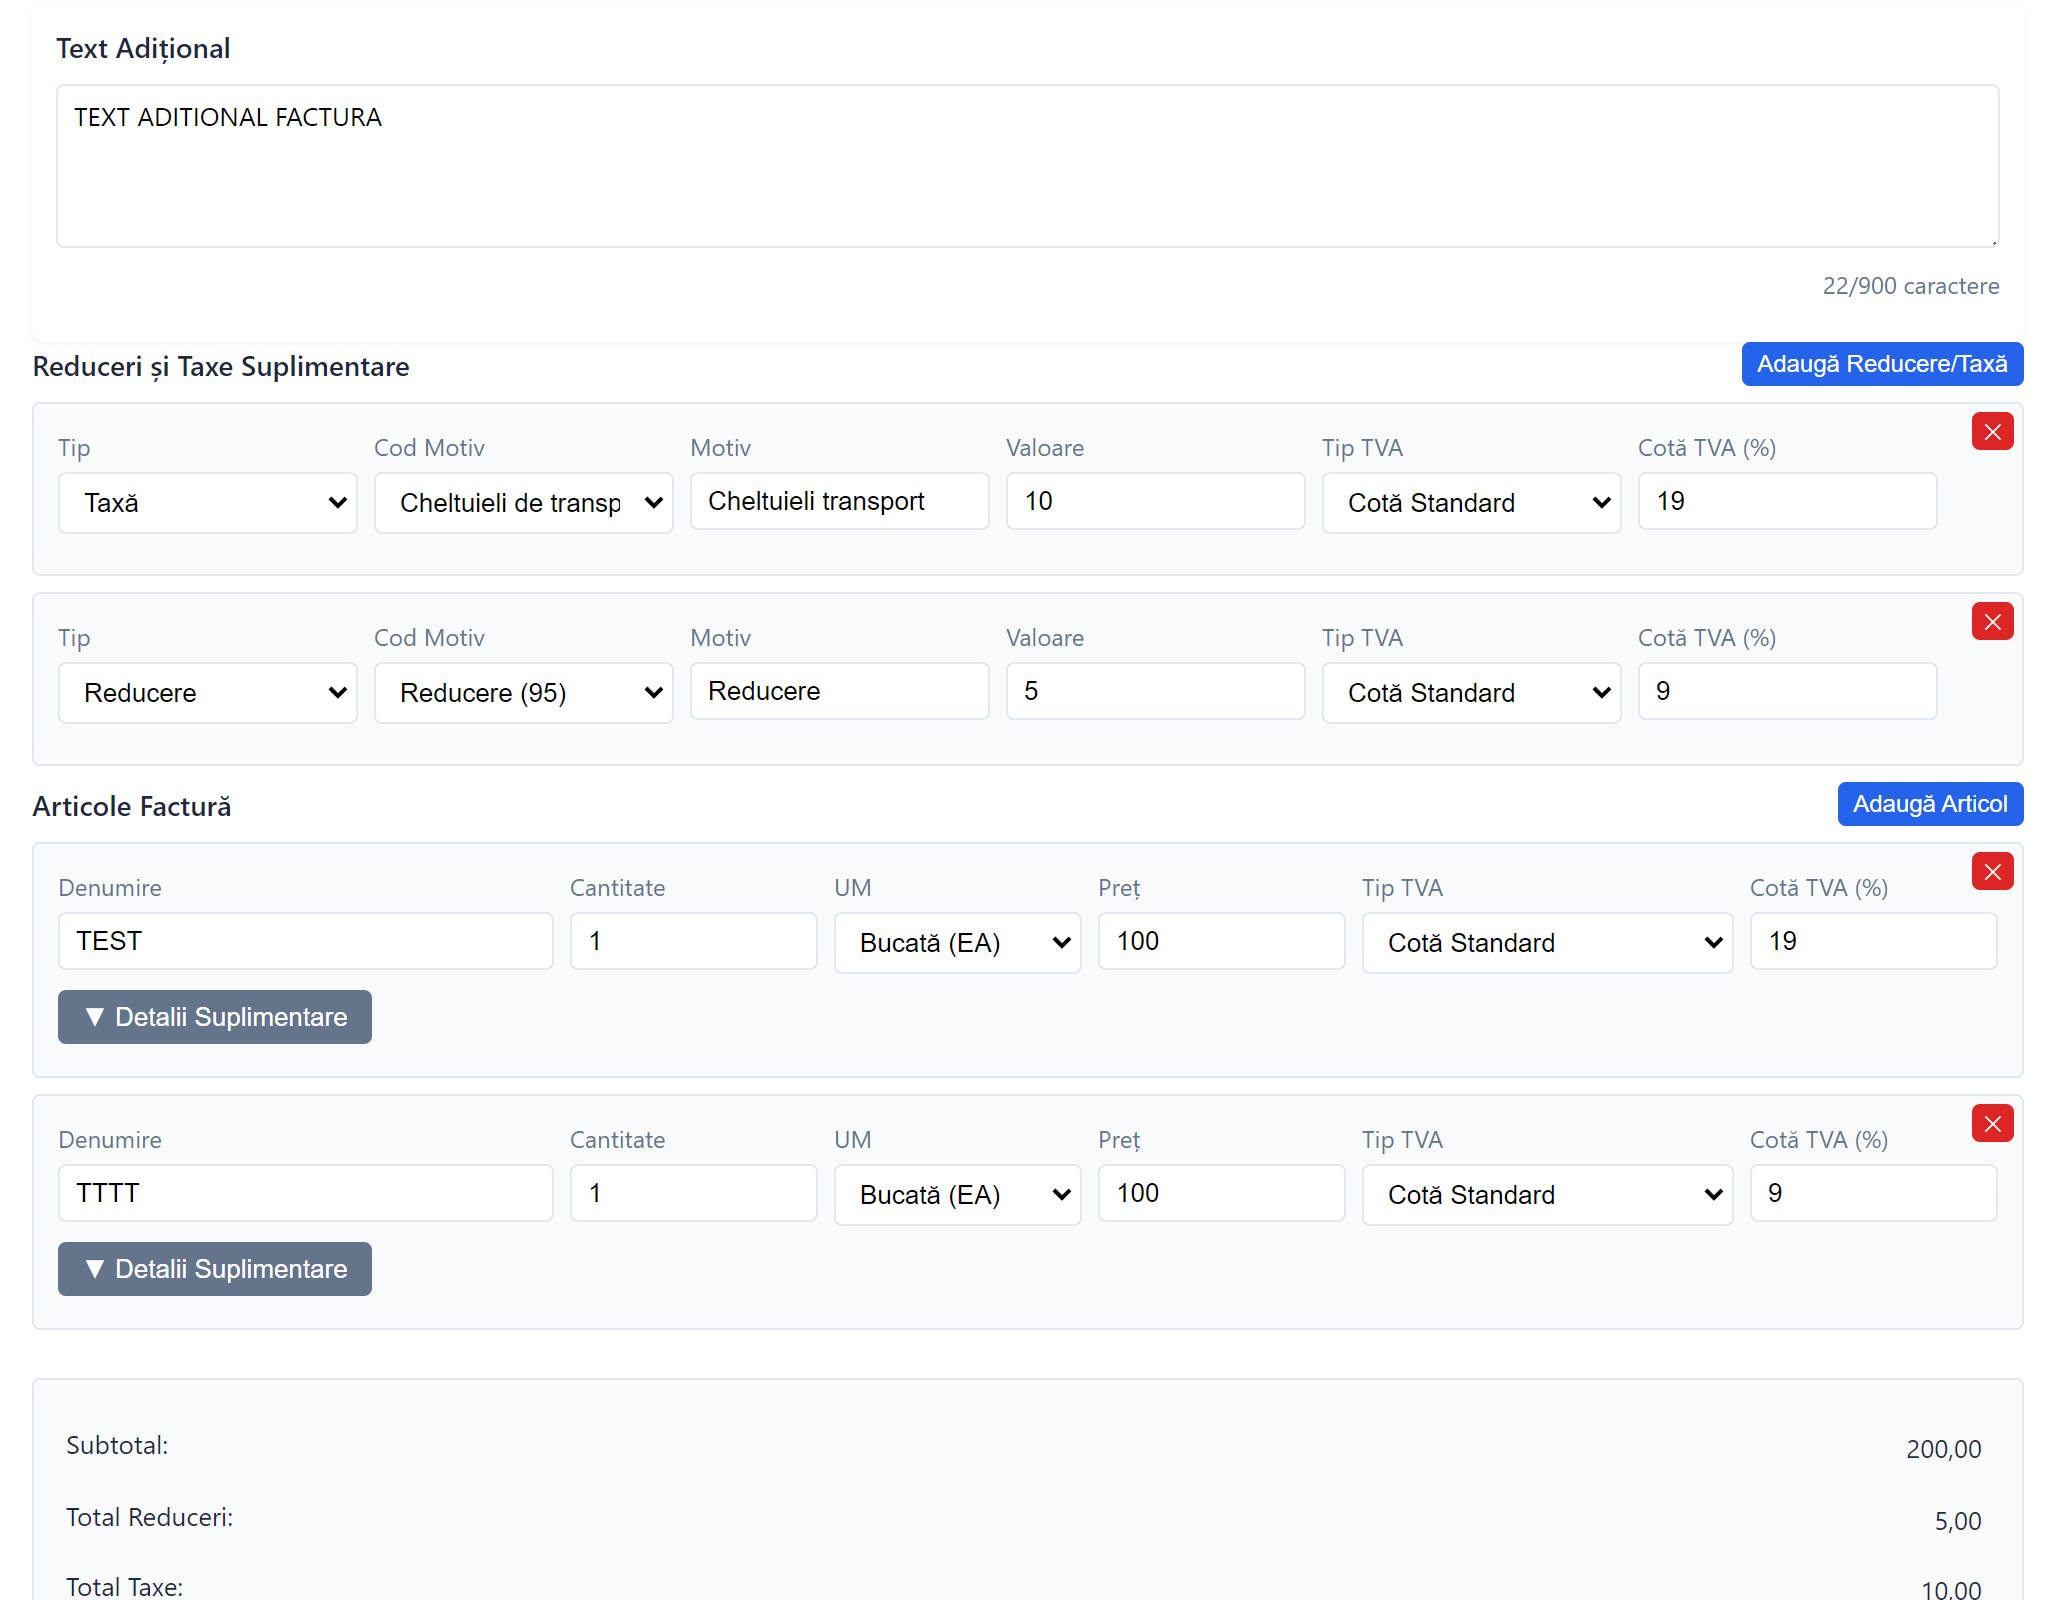 Text Adițional
TEXT ADITIONAL FACTURA
22/900 caractere
Reduceri și Taxe Suplimentare
Adaugă Reducere/Taxă
Tip Cod Motiv Motiv Valoare Tip TVA Cotă TVA (%)
Taxă Cheltuieli de transp Cheltuieli transport 10 Cotă Standard 19
Tip Cod Motiv Motiv Valoare Tip TVA Cotă TVA (%)
Reducere Reducere (95) Reducere 5 Cotă Standard 9
Articole Factură
Adaugă Articol
Denumire Cantitate UM Preț Tip TVA Cotă TVA (%)
TEST 1 Bucată (EA) 100 Cotă Standard 19
▼ Detalii Suplimentare
Denumire Cantitate UM Preț Tip TVA Cotă TVA (%)
TTTT 1 Bucată (EA) 100 Cotă Standard 9
▼ Detalii Suplimentare
Subtotal: 200,00
Total Reduceri: 5,00
Total Taxe: 10,00